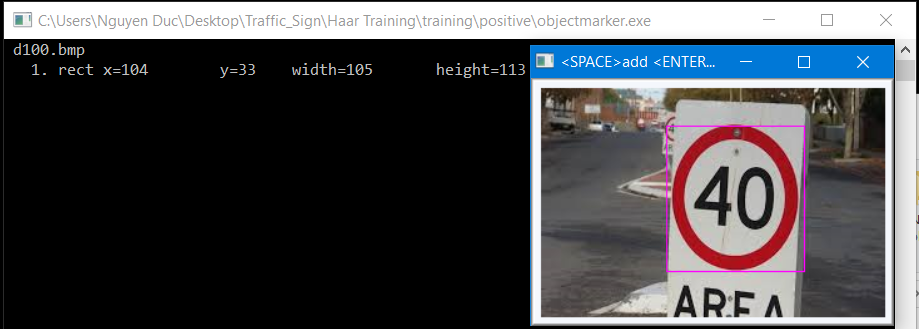 C:\Users\Nguyen Duc\Desktop\Traffic_Sign\Haar Training\training\positive\objectmarker.exe
d100.bmp
1. rect x=104 y=33 width=105 height=113
<SPACE>add <ENTER...
40
AREA